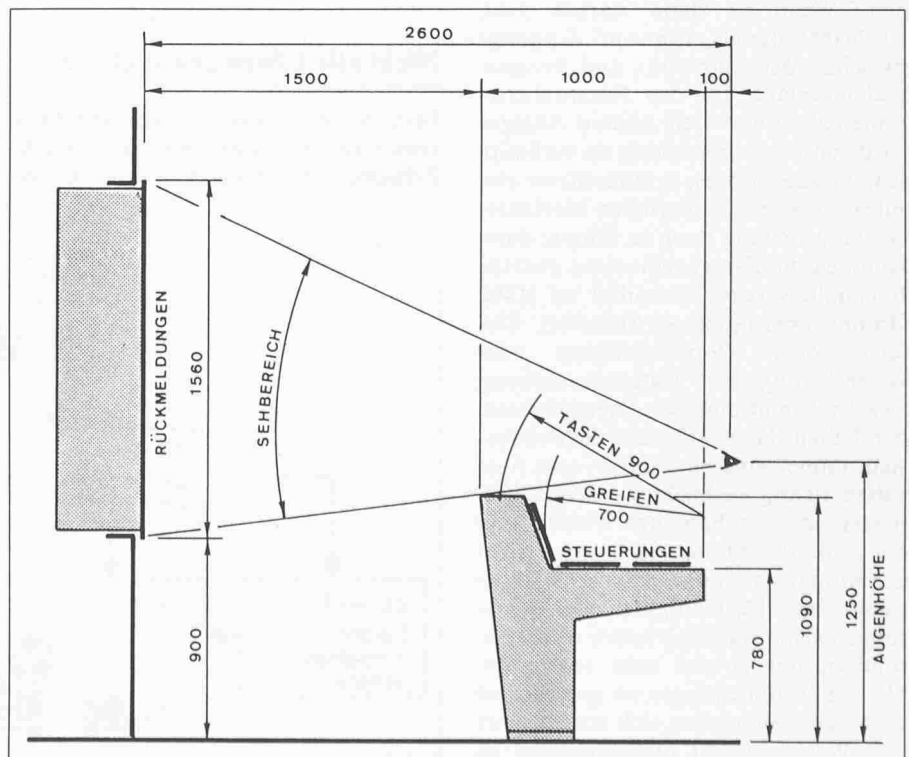 2600
1500
1000
100
RÜCKMELDUNGEN
1560
SEHBEREICH
TASTEN 900
GREIFEN
700
STEUERUNGEN
900
780
1090
1250
AUGENHÖHE